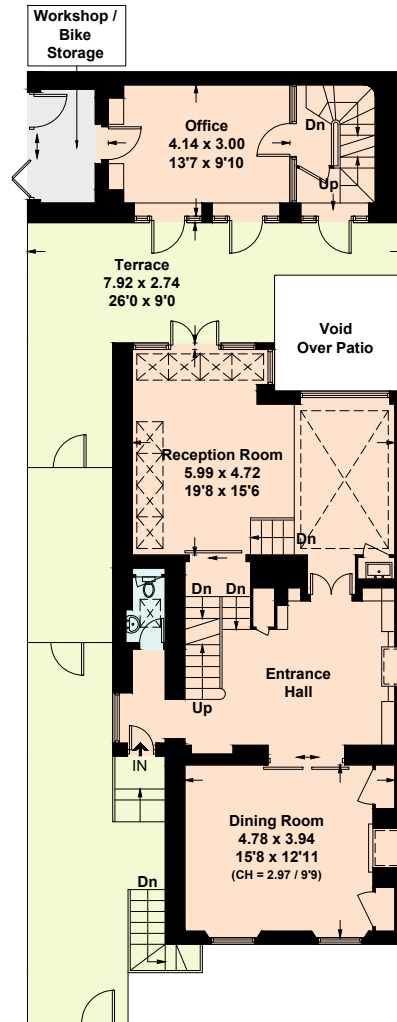 Workshop /
Bike
Storage
Office
4.14 x 3.00
13'7 x 9'10
Dn
Up
Terrace
7.92 x 2.74
26'0 x 9'0
Void
Over Patio
Reception Room
5.99 x 4.72
19'8 x 15'6
Dn
Dn Dn
Entrance
Hall
Up
IN
Dining Room
4.78 x 3.94
15'8 x 12'11
(CH = 2.97 / 9'9)
Dn